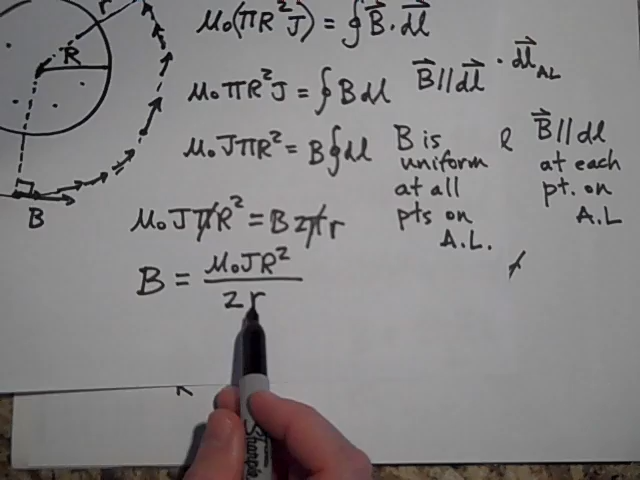 μ₀(πR²J) = ∮B⃗·dl⃗
μ₀πR²J = ∮Bdl B⃗//dl⃗ · dl⃗ AL
μ₀JπR² = B∮dl
B is uniform at all pts on A.L.
& B⃗//dl at each pt. on A.L
μ₀JπR² = B2πr
B = μ₀JR² / 2r
r
R
B
Sharpie